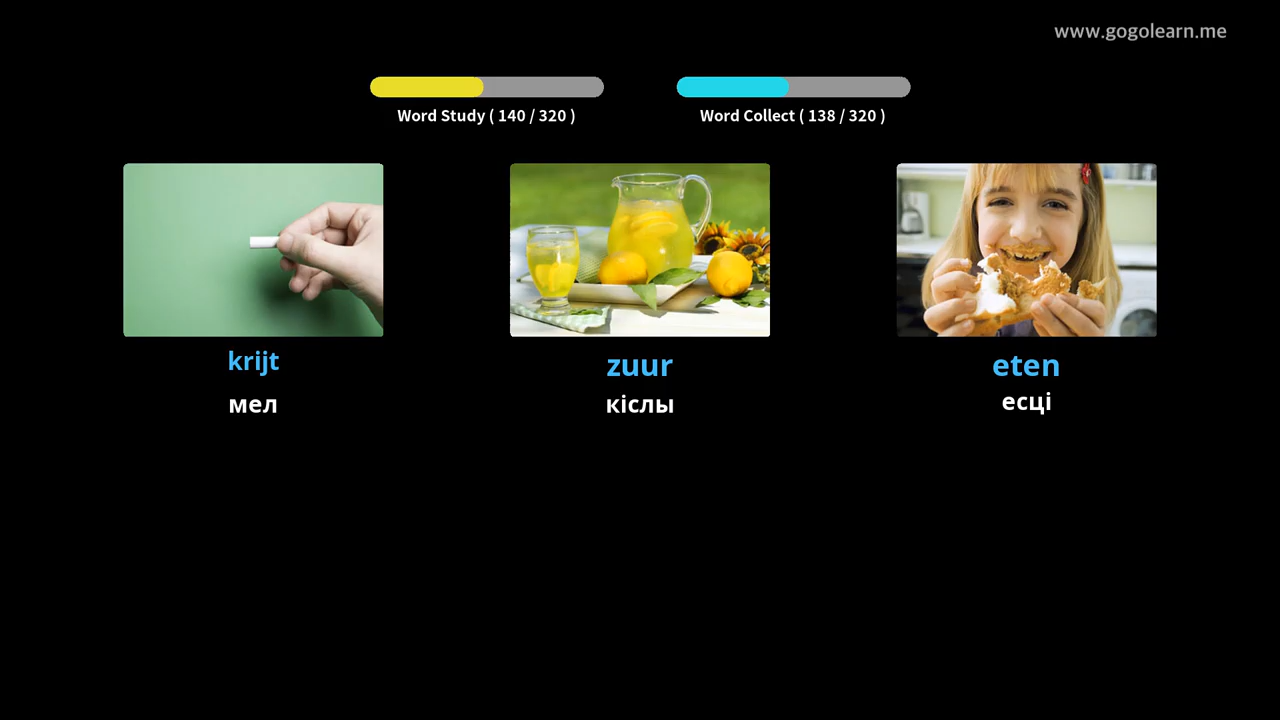 www.gogolearn.me
Word Study ( 140 / 320 )
Word Collect ( 138 / 320 )
krijt
zuur
eten
мел
кіслы
есці